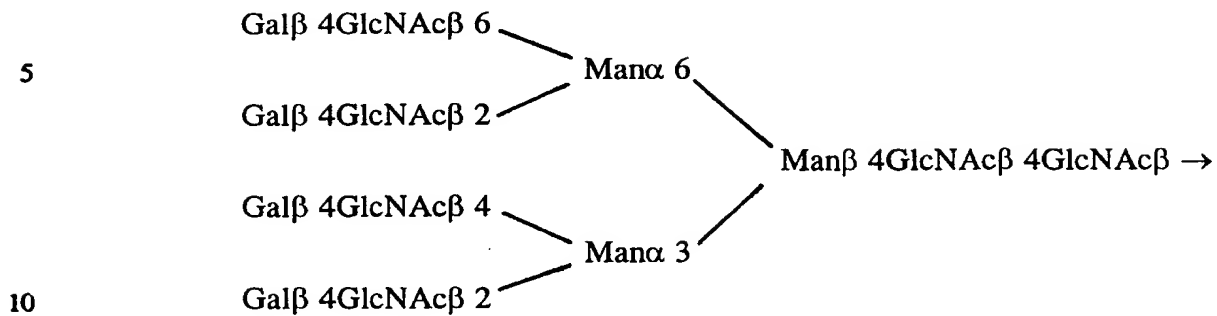 Galβ 4GlcNAcβ 6
5 Manα 6
Galβ 4GlcNAcβ 2
Manβ 4GlcNAcβ 4GlcNAcβ →
Galβ 4GlcNAcβ 4
Manα 3
10 Galβ 4GlcNAcβ 2